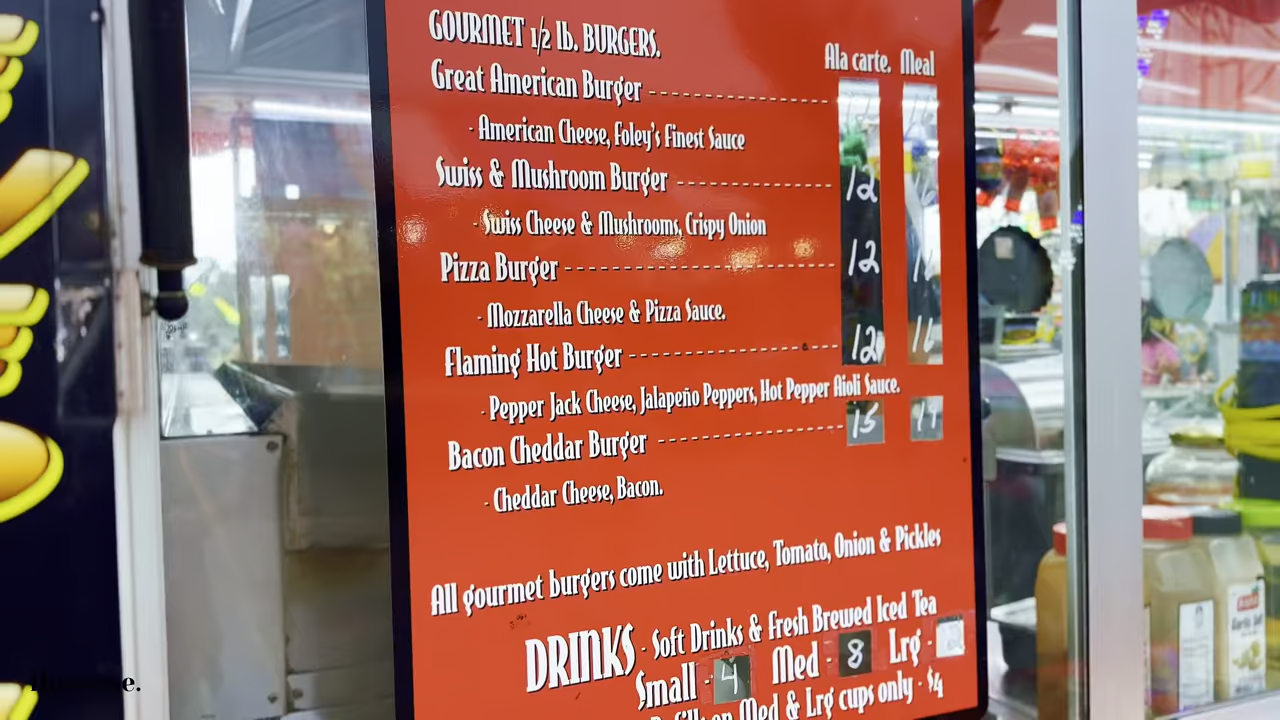 GOURMET 1/2 lb. BURGERS.
Ala carte. Meal
Great American Burger
- American Cheese, Foley's Finest Sauce
Swiss & Mushroom Burger ---------------- 12
- Swiss Cheese & Mushrooms, Crispy Onion
Pizza Burger ---------------------------- 12
- Mozzarella Cheese & Pizza Sauce.
Flaming Hot Burger --------------------- 12 16
- Pepper Jack Cheese, Jalapeño Peppers, Hot Pepper Aioli Sauce.
Bacon Cheddar Burger ------------------- 15 19
- Cheddar Cheese, Bacon.
All gourmet burgers come with Lettuce, Tomato, Onion & Pickles
DRINKS - Soft Drinks & Fresh Brewed Iced Tea
Small - 4 Med - 8 Lrg -
on Med & Lrg cups only - $4